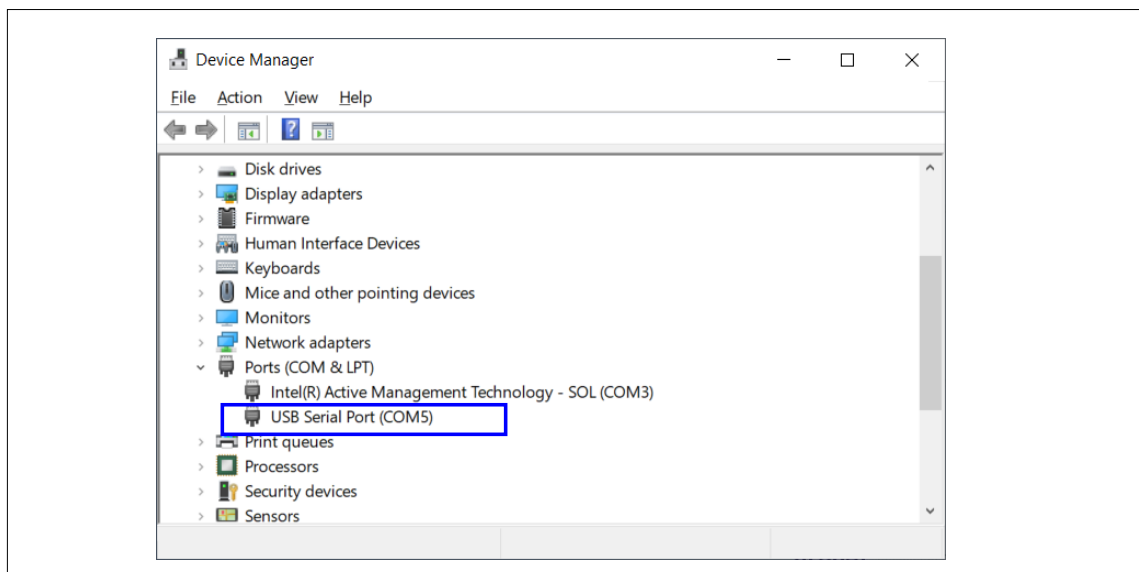 Device Manager
File Action View Help
Disk drives
Display adapters
Firmware
Human Interface Devices
Keyboards
Mice and other pointing devices
Monitors
Network adapters
Ports (COM & LPT)
Intel(R) Active Management Technology - SOL (COM3)
USB Serial Port (COM5)
Print queues
Processors
Security devices
Sensors